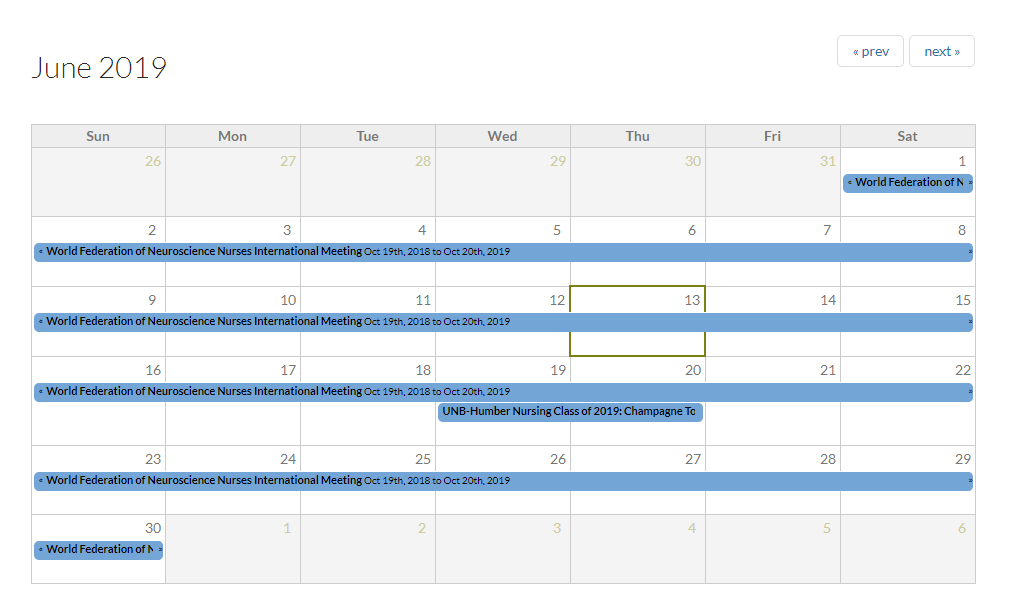 « prev next »
June 2019
Sun Mon Tue Wed Thu Fri Sat
26 27 28 29 30 31 1
« World Federation of N »
2 3 4 5 6 7 8
« World Federation of Neuroscience Nurses International Meeting Oct 19th, 2018 to Oct 20th, 2019 »
9 10 11 12 13 14 15
« World Federation of Neuroscience Nurses International Meeting Oct 19th, 2018 to Oct 20th, 2019 »
16 17 18 19 20 21 22
« World Federation of Neuroscience Nurses International Meeting Oct 19th, 2018 to Oct 20th, 2019 »
UNB-Humber Nursing Class of 2019: Champagne To
23 24 25 26 27 28 29
« World Federation of Neuroscience Nurses International Meeting Oct 19th, 2018 to Oct 20th, 2019 »
30 1 2 3 4 5 6
« World Federation of N »